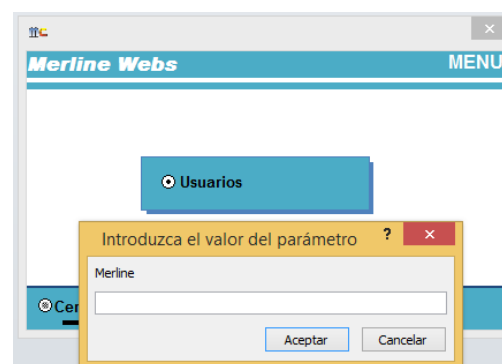 Merline Webs
MENU
Usuarios
Introduzca el valor del parámetro ? ×
Merline
Aceptar
Cancelar